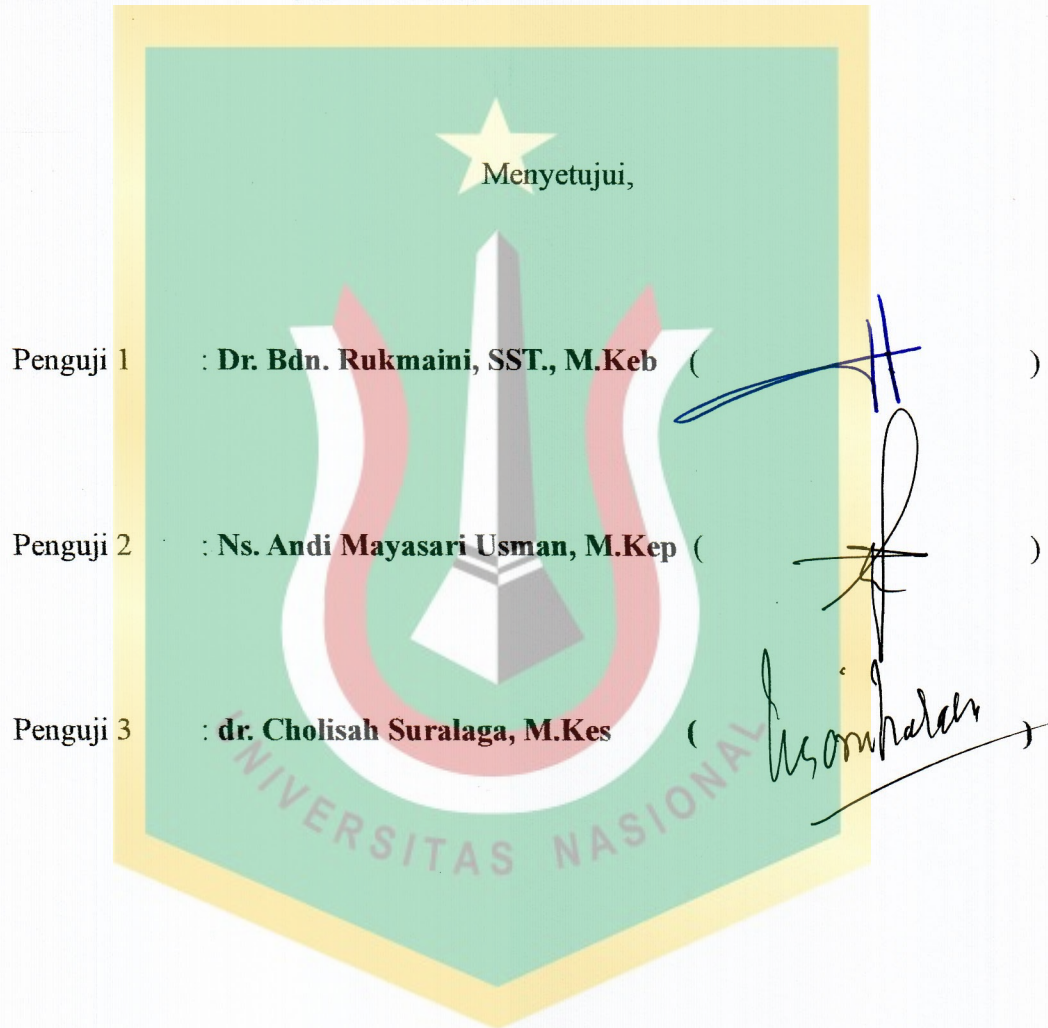 Menyetujui,
Penguji 1 : Dr. Bdn. Rukmaini, SST., M.Keb ( )
Penguji 2 : Ns. Andi Mayasari Usman, M.Kep ( )
Penguji 3 : dr. Cholisah Suralaga, M.Kes ( )
UNIVERSITAS NASIONAL